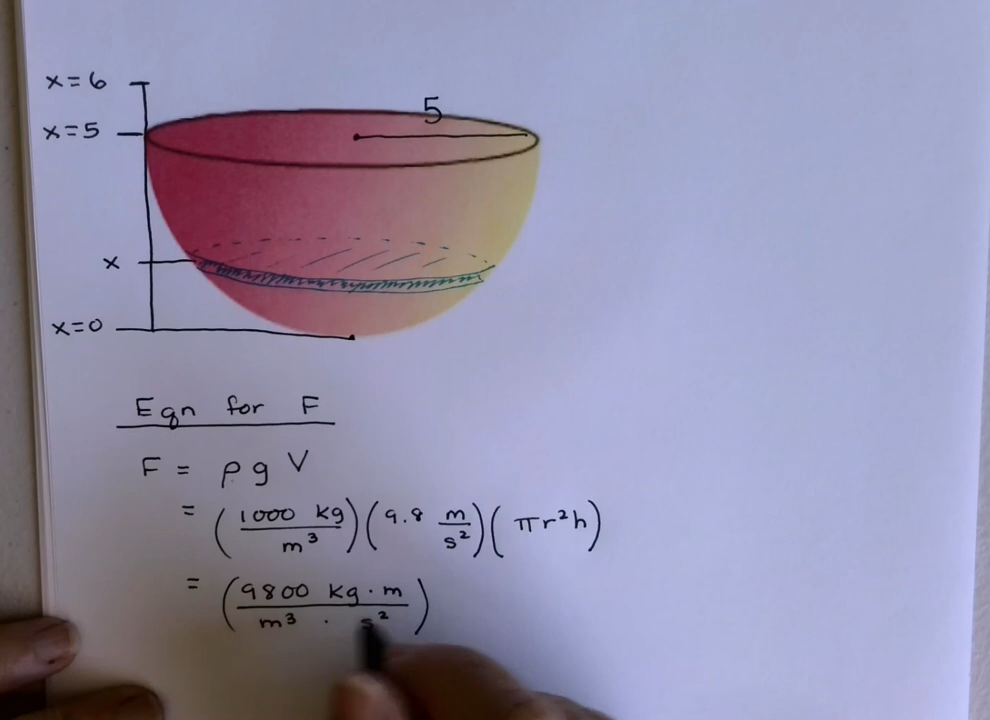 x=6
5
x=5
x
x=0
Eqn for F
F = ρ g V
= (1000 kg/m³)(9.8 m/s²)(πr²h)
= (9800 kg·m/m³ · s²)